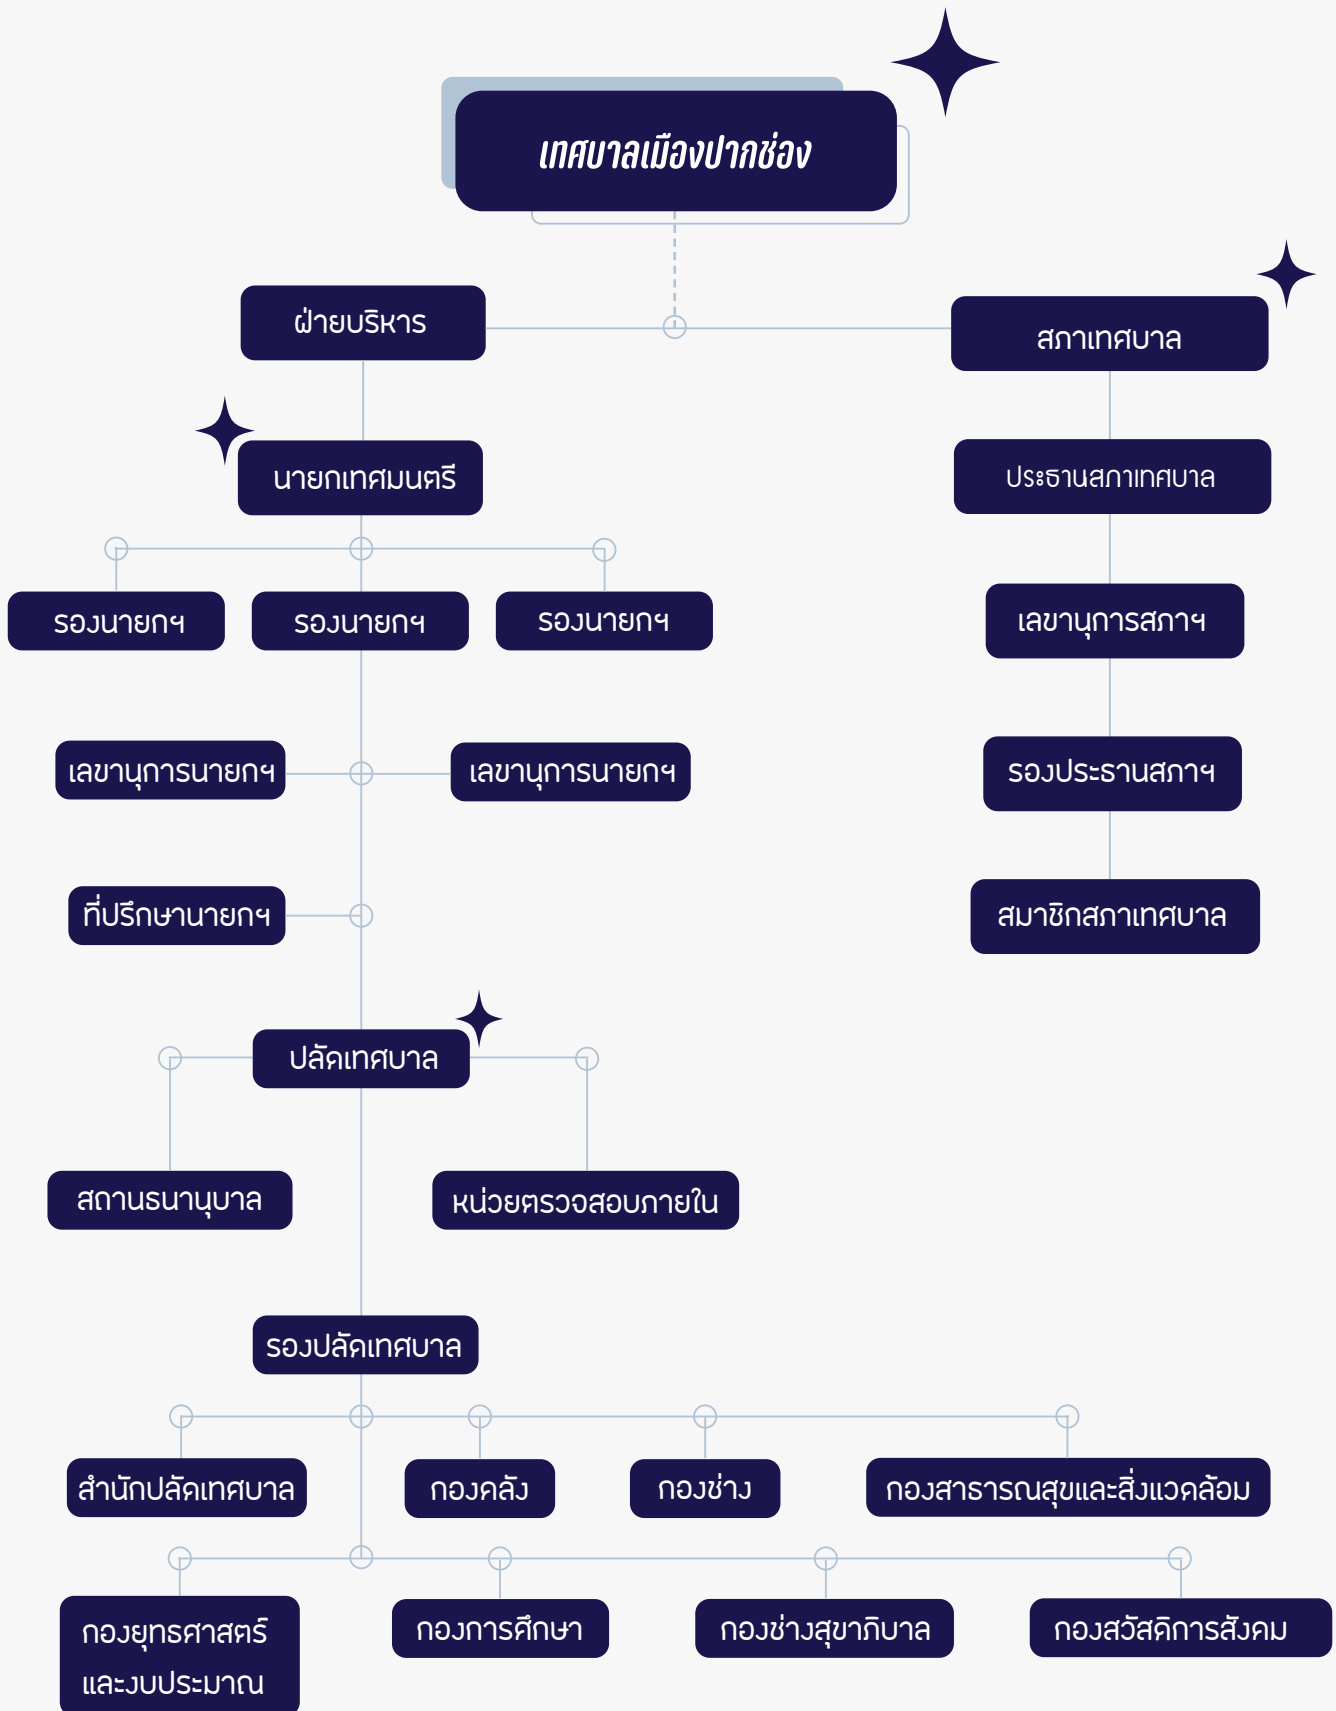 เทศบาลเมืองปากช่อง
ฝ่ายบริหาร
สภาเทศบาล
นายกเทศมนตรี
ประธานสภาเทศบาล
รองนายกฯ
รองนายกฯ
รองนายกฯ
เลขานุการสภาฯ
เลขานุการนายกฯ
เลขานุการนายกฯ
รองประธานสภาฯ
ที่ปรึกษานายกฯ
สมาชิกสภาเทศบาล
ปลัดเทศบาล
สถานธนานุบาล
หน่วยตรวจสอบภายใน
รองปลัดเทศบาล
สำนักปลัดเทศบาล
กองคลัง
กองช่าง
กองสาธารณสุขและสิ่งแวดล้อม
กองยุทธศาสตร์
และงบประมาณ
กองการศึกษา
กองช่างสุขาภิบาล
กองสวัสดิการสังคม